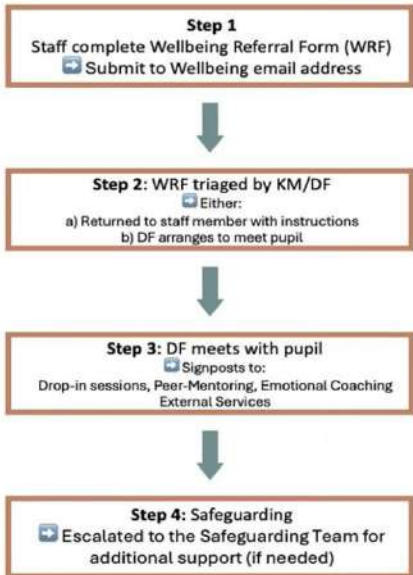 Step 1
Staff complete Wellbeing Referral Form (WRF)
➡ Submit to Wellbeing email address
Step 2: WRF triaged by KM/DF
➡ Either:
a) Returned to staff member with instructions
b) DF arranges to meet pupil
Step 3: DF meets with pupil
➡ Signposts to:
Drop-in sessions, Peer-Mentoring, Emotional Coaching
External Services
Step 4: Safeguarding
➡ Escalated to the Safeguarding Team for
additional support (if needed)